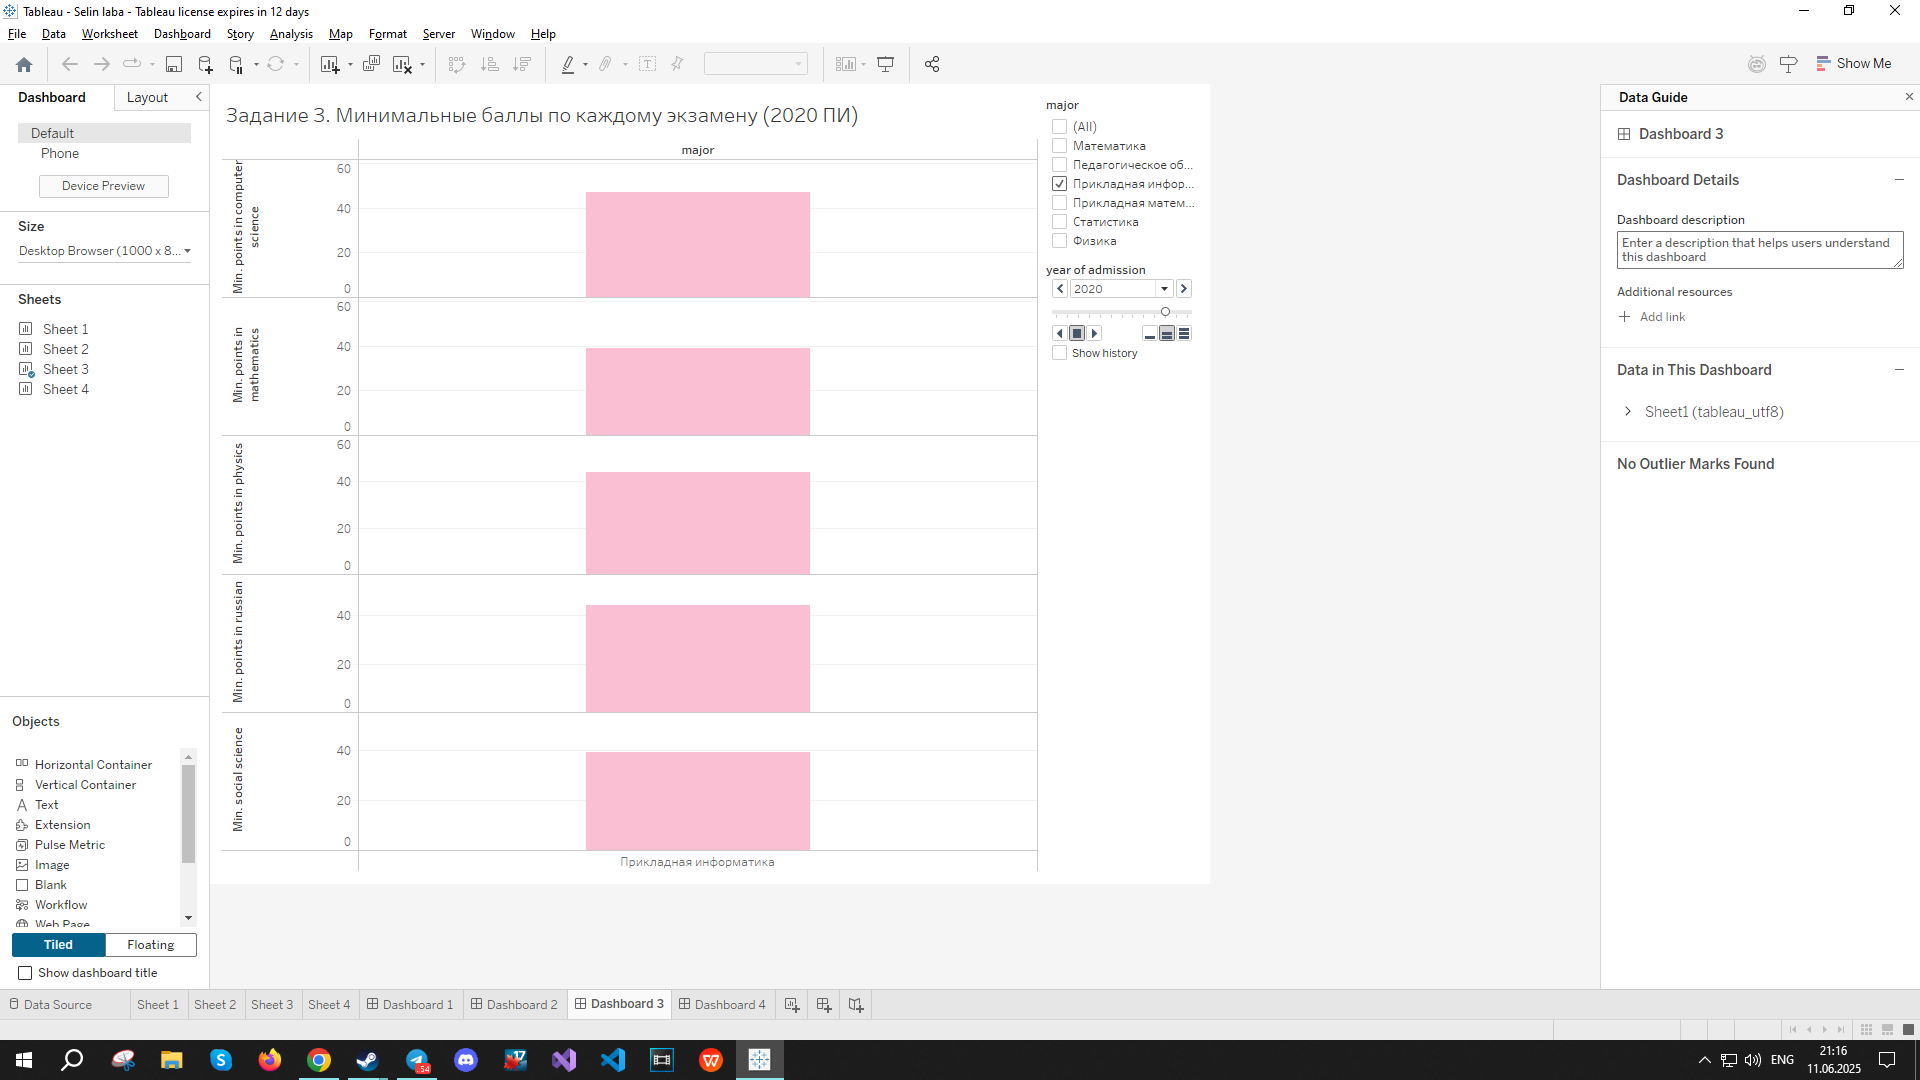 Tableau - Selin laba - Tableau license expires in 12 days
File Data Worksheet Dashboard Story Analysis Map Format Server Window Help
Show Me
Dashboard Layout
Default
Phone
Device Preview
Size
Desktop Browser (1000 x 8...
Sheets
Sheet 1
Sheet 2
Sheet 3
Sheet 4
Objects
Horizontal Container
Vertical Container
Text
Extension
Pulse Metric
Image
Blank
Workflow
Web Page
Tiled Floating
Show dashboard title
Задание 3. Минимальные баллы по каждому экзамену (2020 ПИ)
major
Min. points in computer
science
60
40
20
0
Min. points in
mathematics
60
40
20
0
Min. points in physics
60
40
20
0
Min. points in russian
40
20
0
Min. social science
40
20
0
Прикладная информатика
major
(All)
Математика
Педагогическое об...
Прикладная инфор...
Прикладная матем...
Статистика
Физика
year of admission
2020
Show history
Data Guide
Dashboard 3
Dashboard Details
Dashboard description
Enter a description that helps users understand
this dashboard
Additional resources
Add link
Data in This Dashboard
Sheet1 (tableau_utf8)
No Outlier Marks Found
Data Source Sheet 1 Sheet 2 Sheet 3 Sheet 4 Dashboard 1 Dashboard 2 Dashboard 3 Dashboard 4
54
17
ENG
21:16
11.06.2025